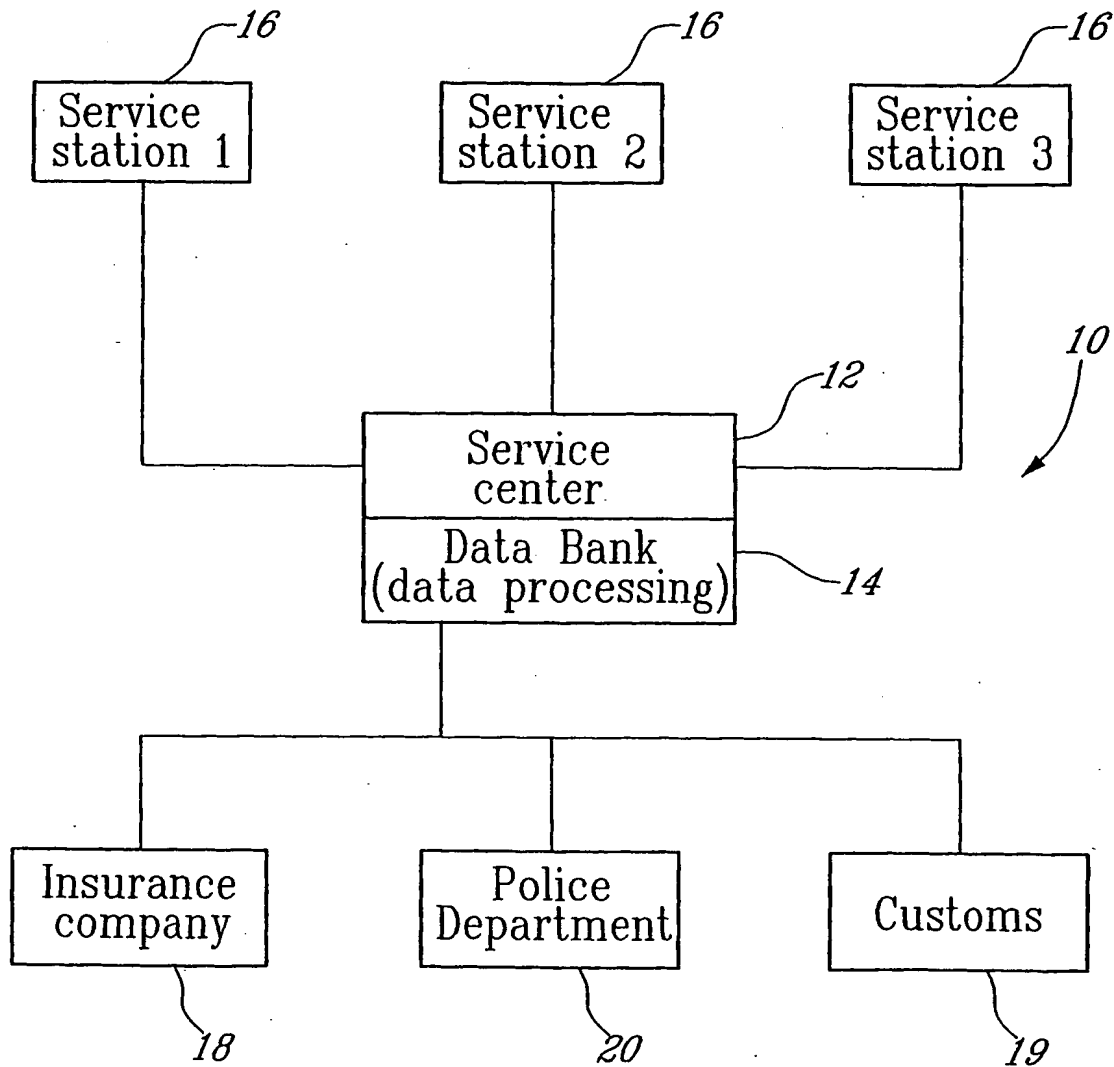 16
16
16
Service
station 1
Service
station 2
Service
station 3
10
12
Service
center
Data Bank
(data processing)
14
Insurance
company
Police
Department
Customs
18
20
19